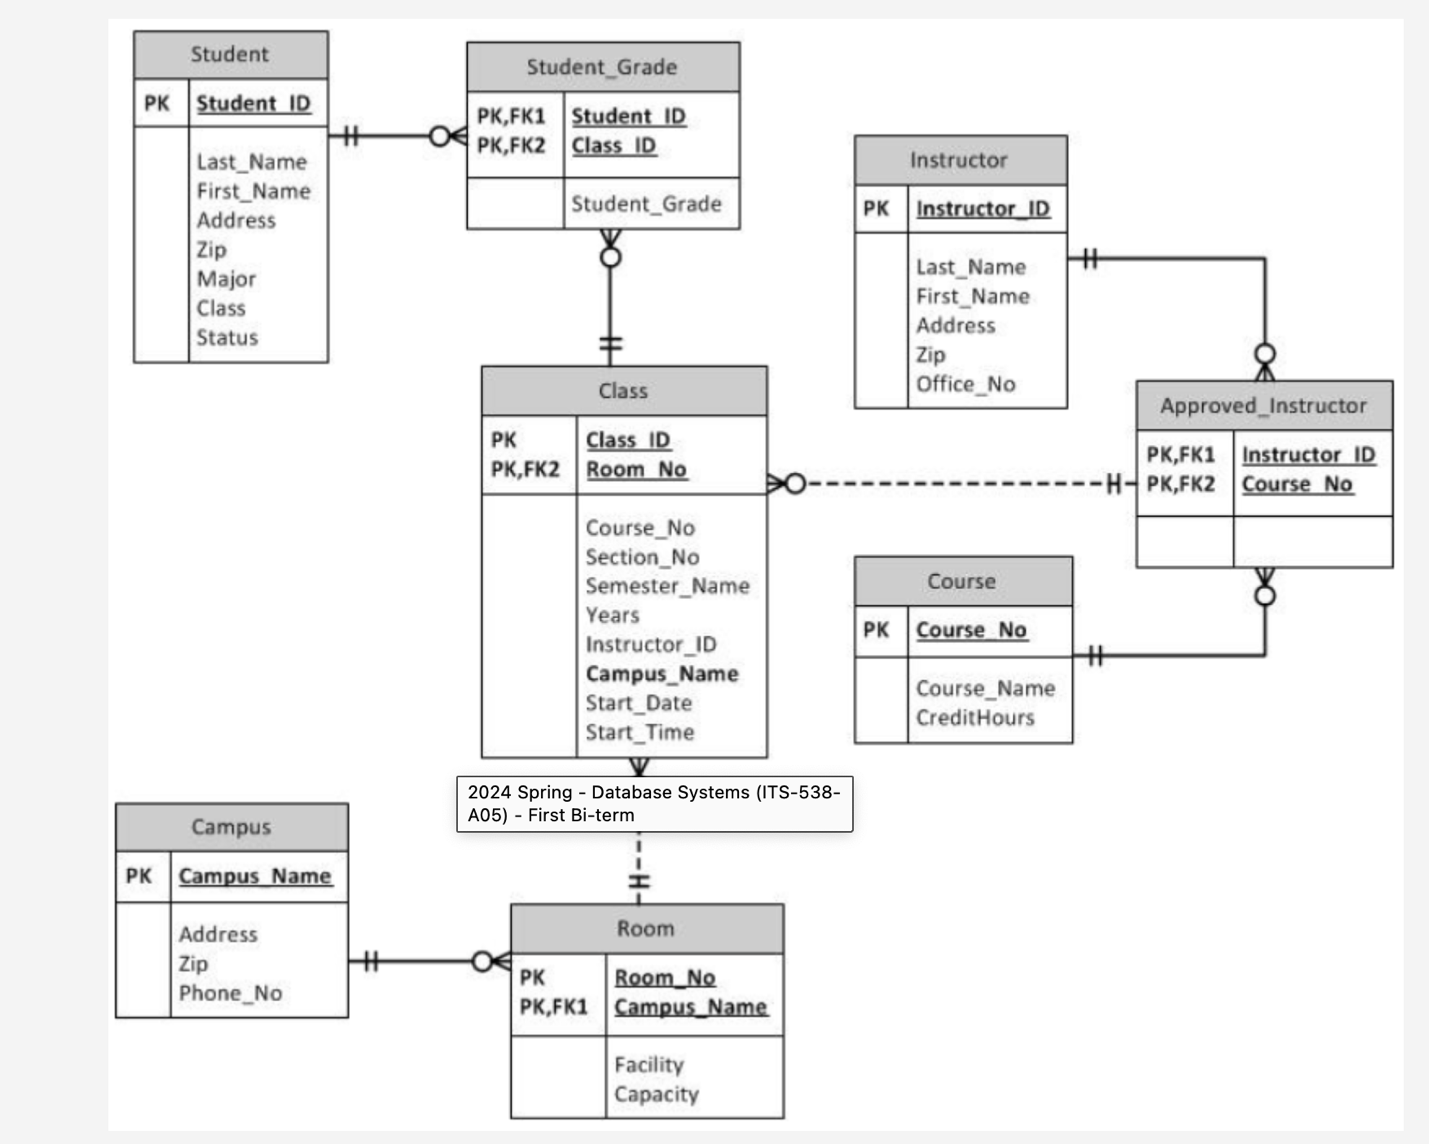 Student
PK Student_ID
Last_Name
First_Name
Address
Zip
Major
Class
Status
Student_Grade
PK,FK1 Student_ID
PK,FK2 Class_ID
Student_Grade
Instructor
PK Instructor_ID
Last_Name
First_Name
Address
Zip
Office_No
Class
PK Class_ID
PK,FK2 Room_No
Course_No
Section_No
Semester_Name
Years
Instructor_ID
Campus_Name
Start_Date
Start_Time
Approved_Instructor
PK,FK1 Instructor_ID
PK,FK2 Course_No
Course
PK Course_No
Course_Name
CreditHours
2024 Spring - Database Systems (ITS-538-
A05) - First Bi-term
Campus
PK Campus_Name
Address
Zip
Phone_No
Room
PK Room_No
PK,FK1 Campus_Name
Facility
Capacity